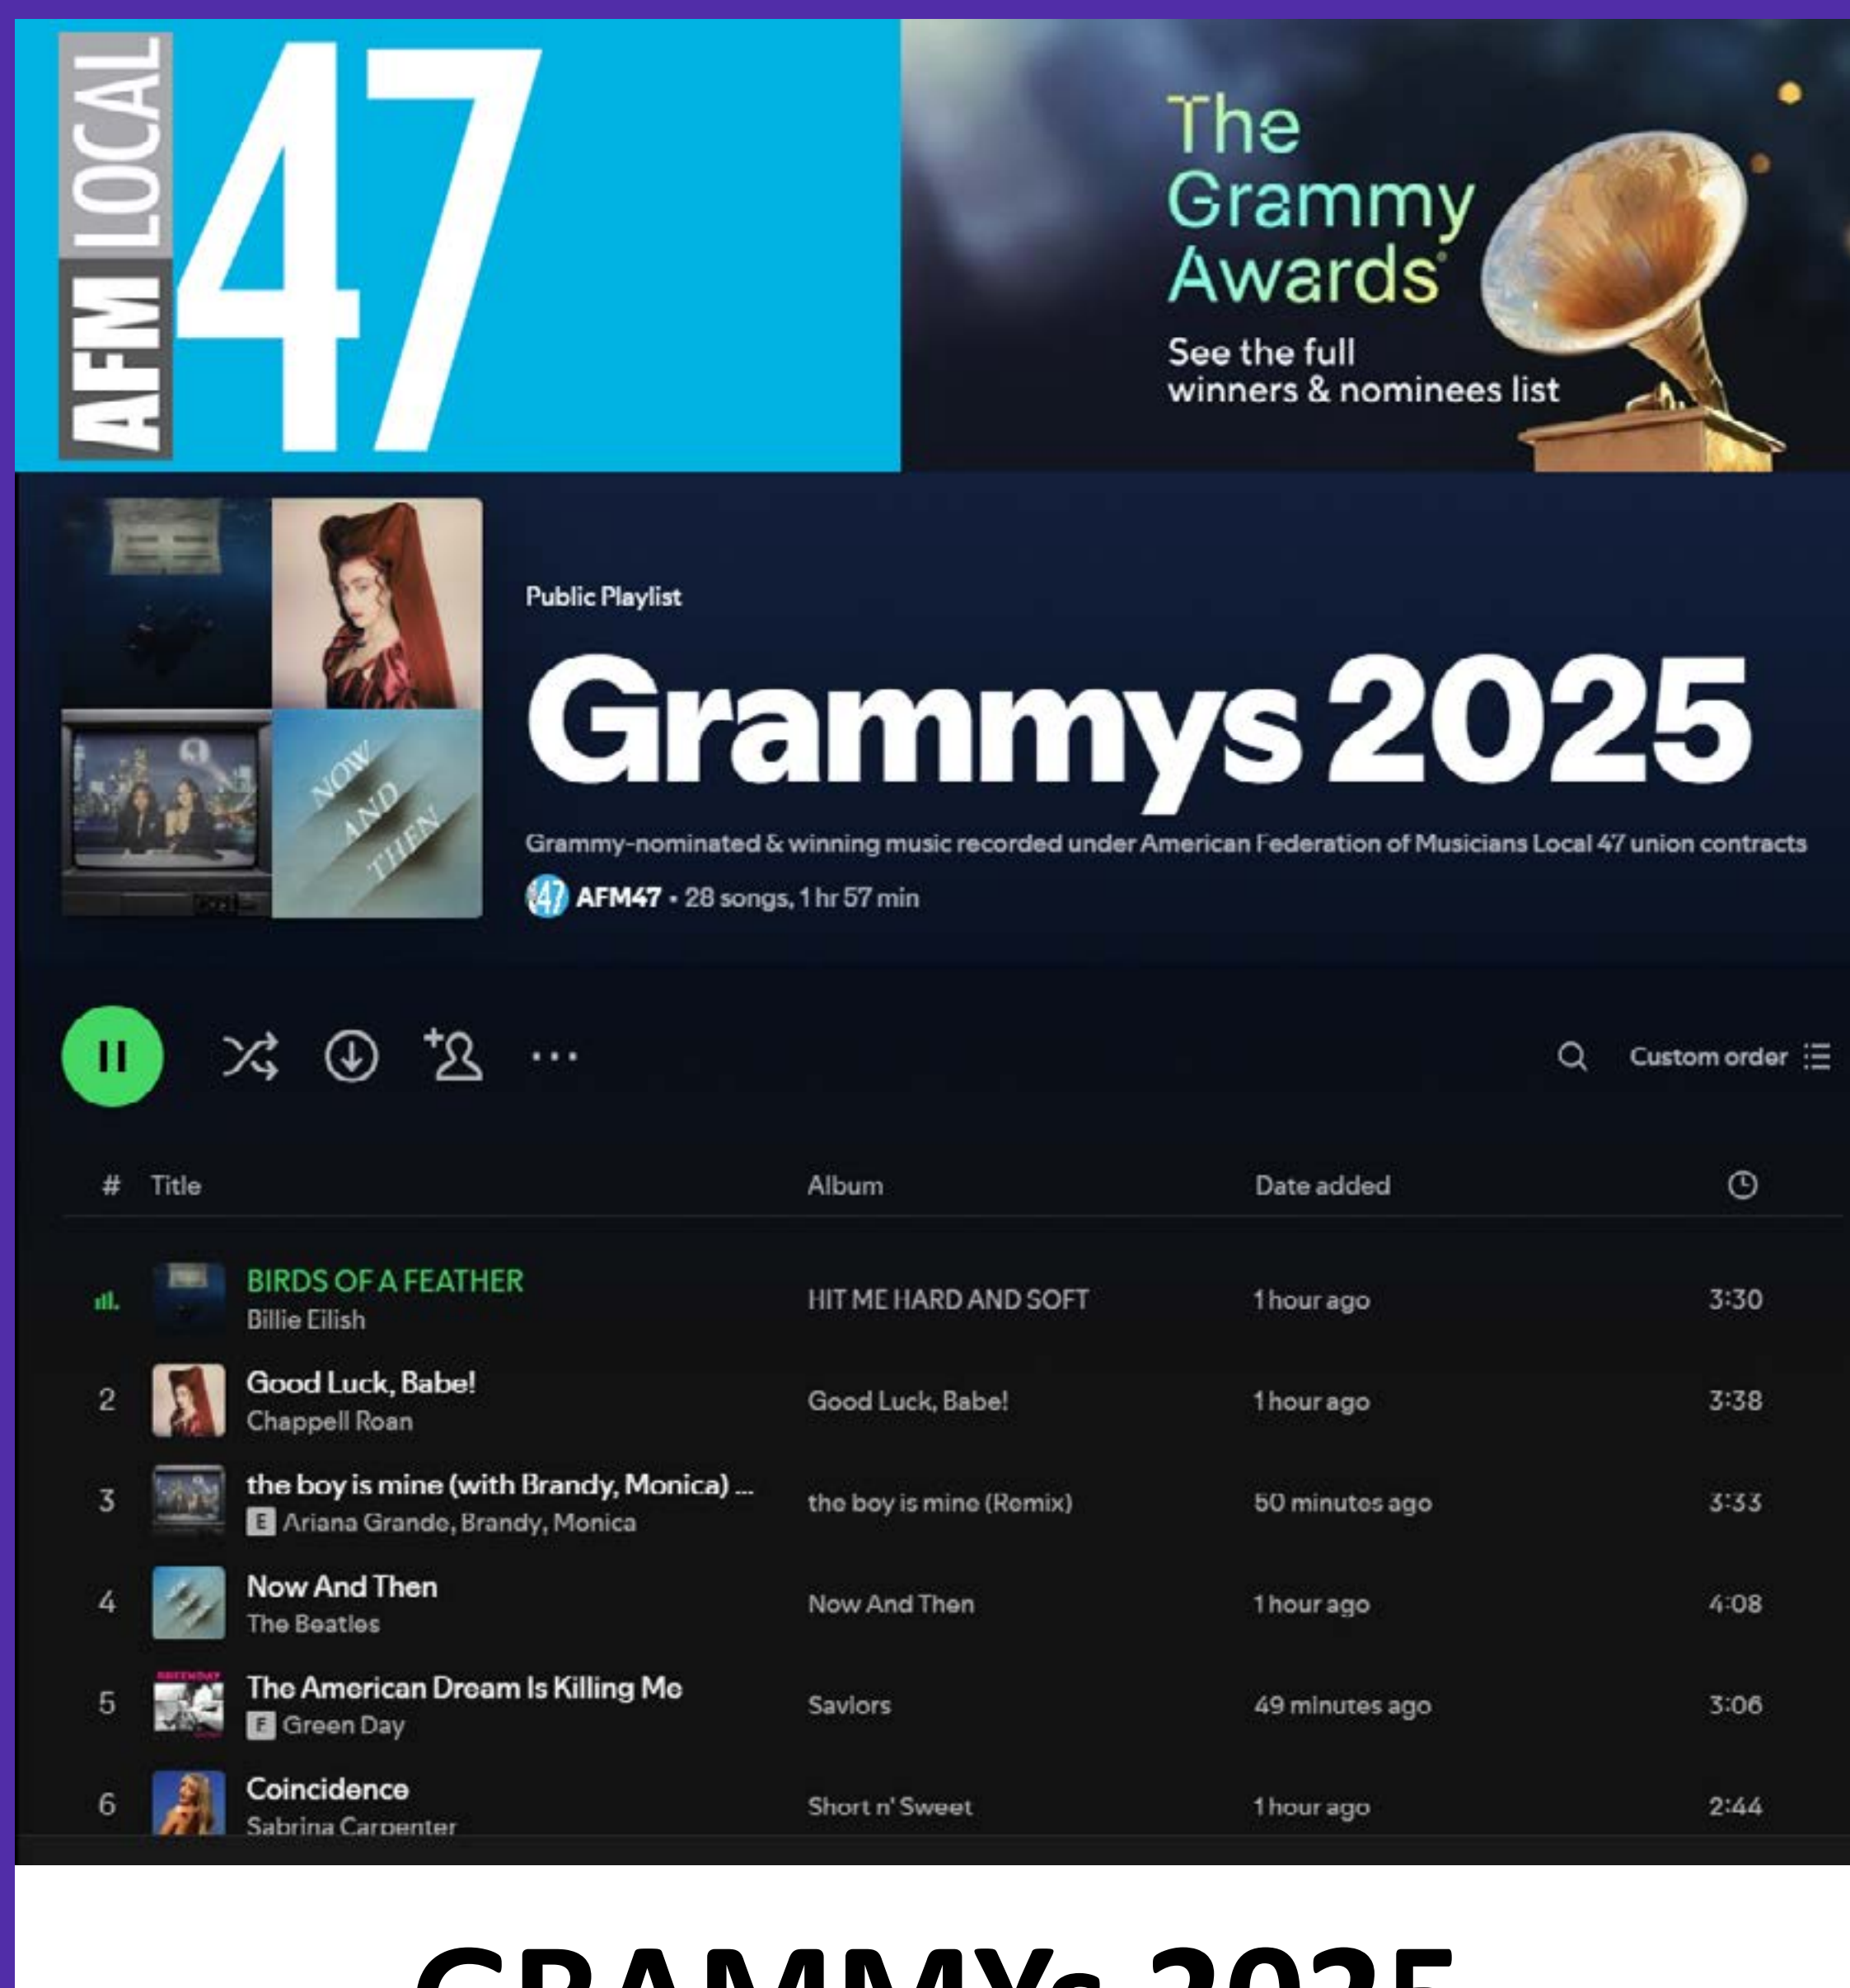 AFM LOCAL 47
The
Grammy
Awards®
See the full
winners & nominees list
NOW
AND
THEN
Public Playlist
Grammys 2025
Grammy-nominated & winning music recorded under American Federation of Musicians Local 47 union contracts
47 AFM47 • 28 songs, 1 hr 57 min
Custom order
# Title Album Date added
BIRDS OF A FEATHER
Billie Eilish
HIT ME HARD AND SOFT 1 hour ago 3:30
2 Good Luck, Babe!
Chappell Roan
Good Luck, Babe! 1 hour ago 3:38
3 the boy is mine (with Brandy, Monica) ...
E Ariana Grande, Brandy, Monica
the boy is mine (Remix) 50 minutes ago 3:33
4 Now And Then
The Beatles
Now And Then 1 hour ago 4:08
GREEN DAY
5 The American Dream Is Killing Me
E Green Day
Saviors 49 minutes ago 3:06
6 Coincidence
Sabrina Carpenter
Short n' Sweet 1 hour ago 2:44
GRAMMYs 2025